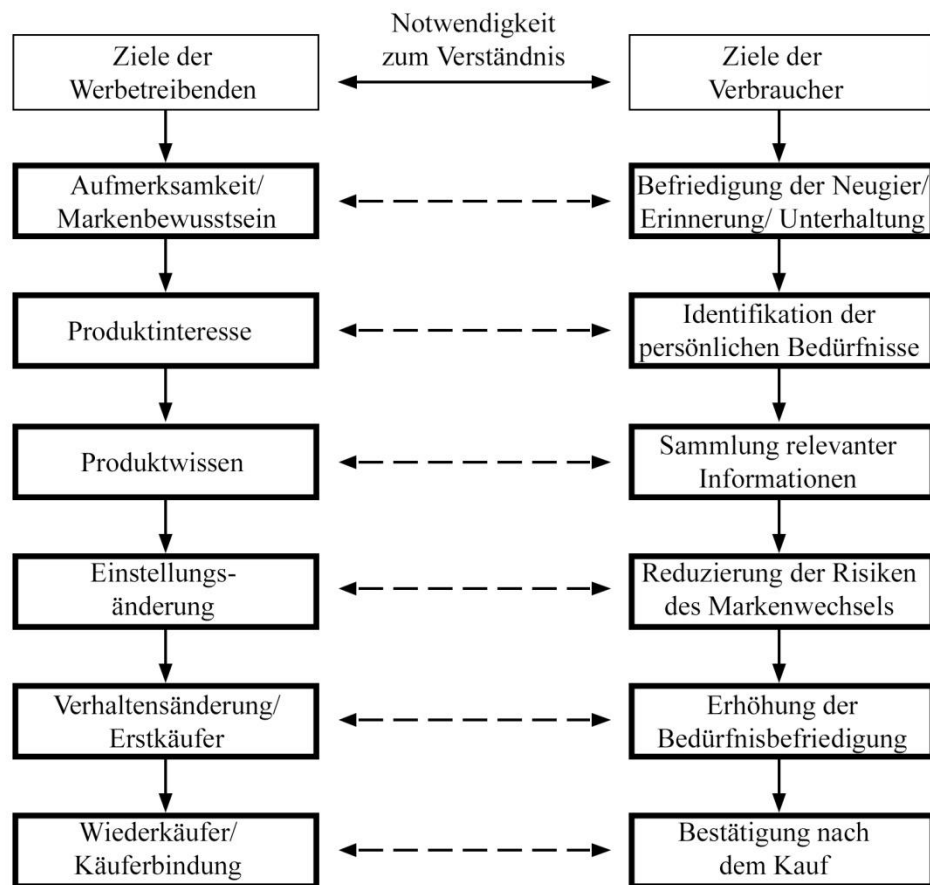 Notwendigkeit
zum Verständnis
Ziele der
Werbetreibenden
Ziele der
Verbraucher
Aufmerksamkeit/
Markenbewusstsein
Befriedigung der Neugier/
Erinnerung/ Unterhaltung
Produktinteresse
Identifikation der
persönlichen Bedürfnisse
Produktwissen
Sammlung relevanter
Informationen
Einstellungs-
änderung
Reduzierung der Risiken
des Markenwechsels
Verhaltensänderung/
Erstkäufer
Erhöhung der
Bedürfnisbefriedigung
Wiederkäufer/
Käuferbindung
Bestätigung nach
dem Kauf